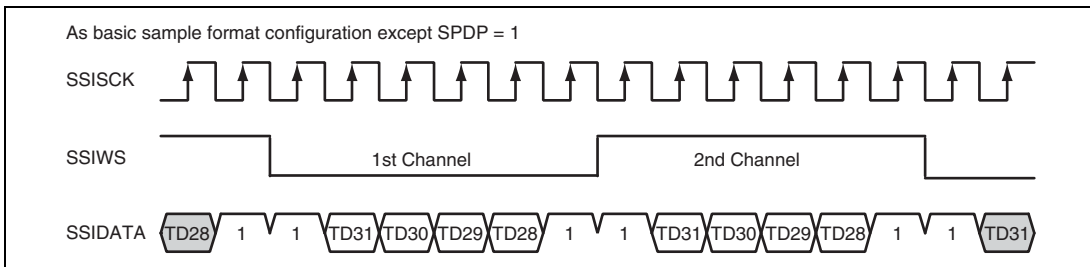 As basic sample format configuration except SPDP = 1
SSISCK
SSIWS 1st Channel 2nd Channel
SSIDATA TD28 1 1 TD31 TD30 TD29 TD28 1 1 TD31 TD30 TD29 TD28 1 1 TD31